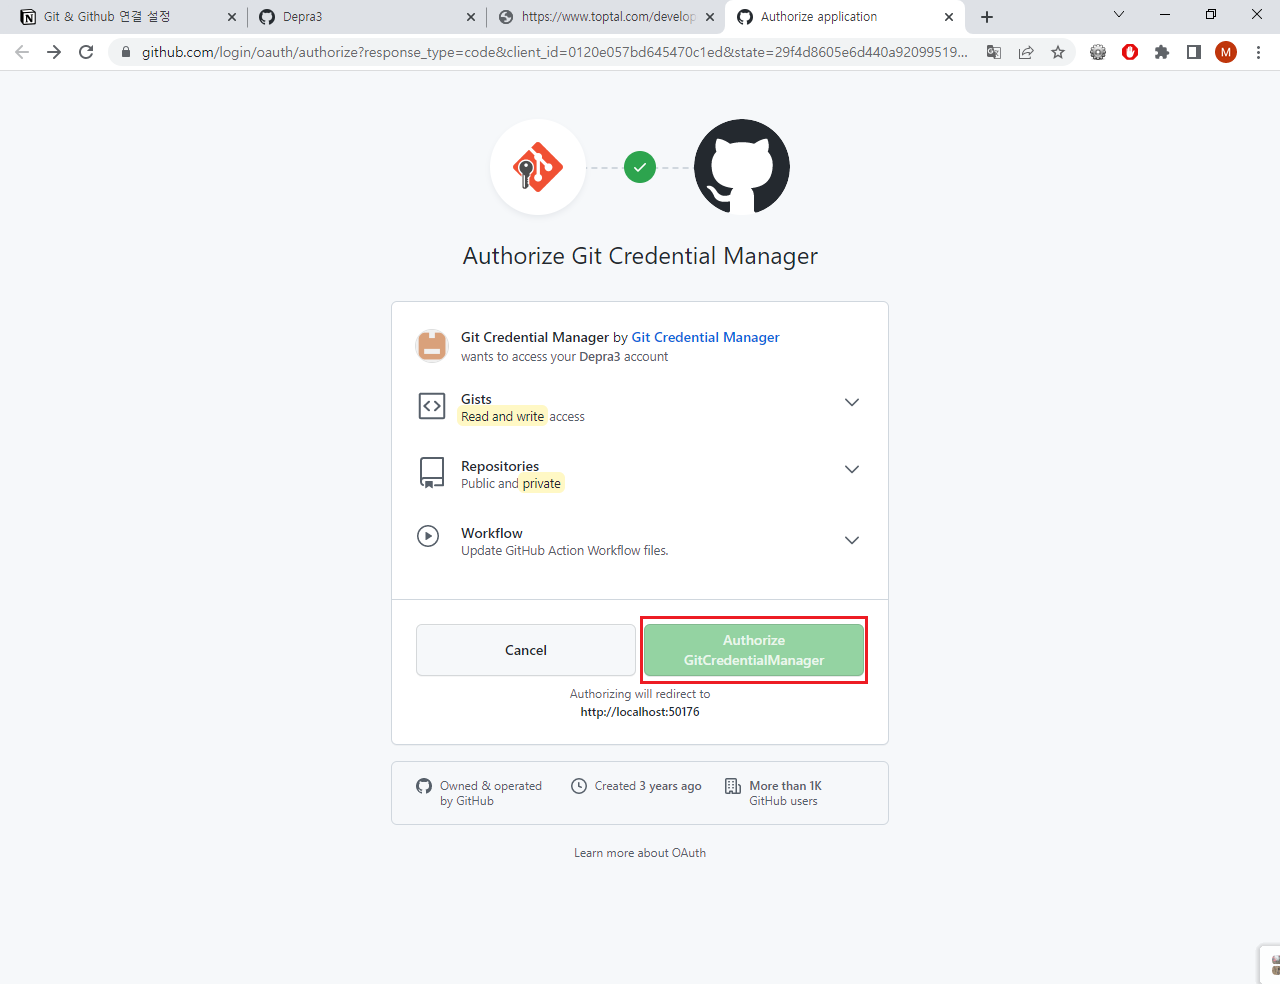 Git & Github 연결 설정
Depra3
https://www.toptal.com/develop
Authorize application
github.com/login/oauth/authorize?response_type=code&client_id=0120e057bd645470c1ed&state=29f4d8605e6d440a92099519...
M
Authorize Git Credential Manager
Git Credential Manager by Git Credential Manager
wants to access your Depra3 account
Gists
Read and write access
Repositories
Public and private
Workflow
Update GitHub Action Workflow files.
Cancel
Authorize
GitCredentialManager
Authorizing will redirect to
http://localhost:50176
Owned & operated
by GitHub
Created 3 years ago
More than 1K
GitHub users
Learn more about OAuth